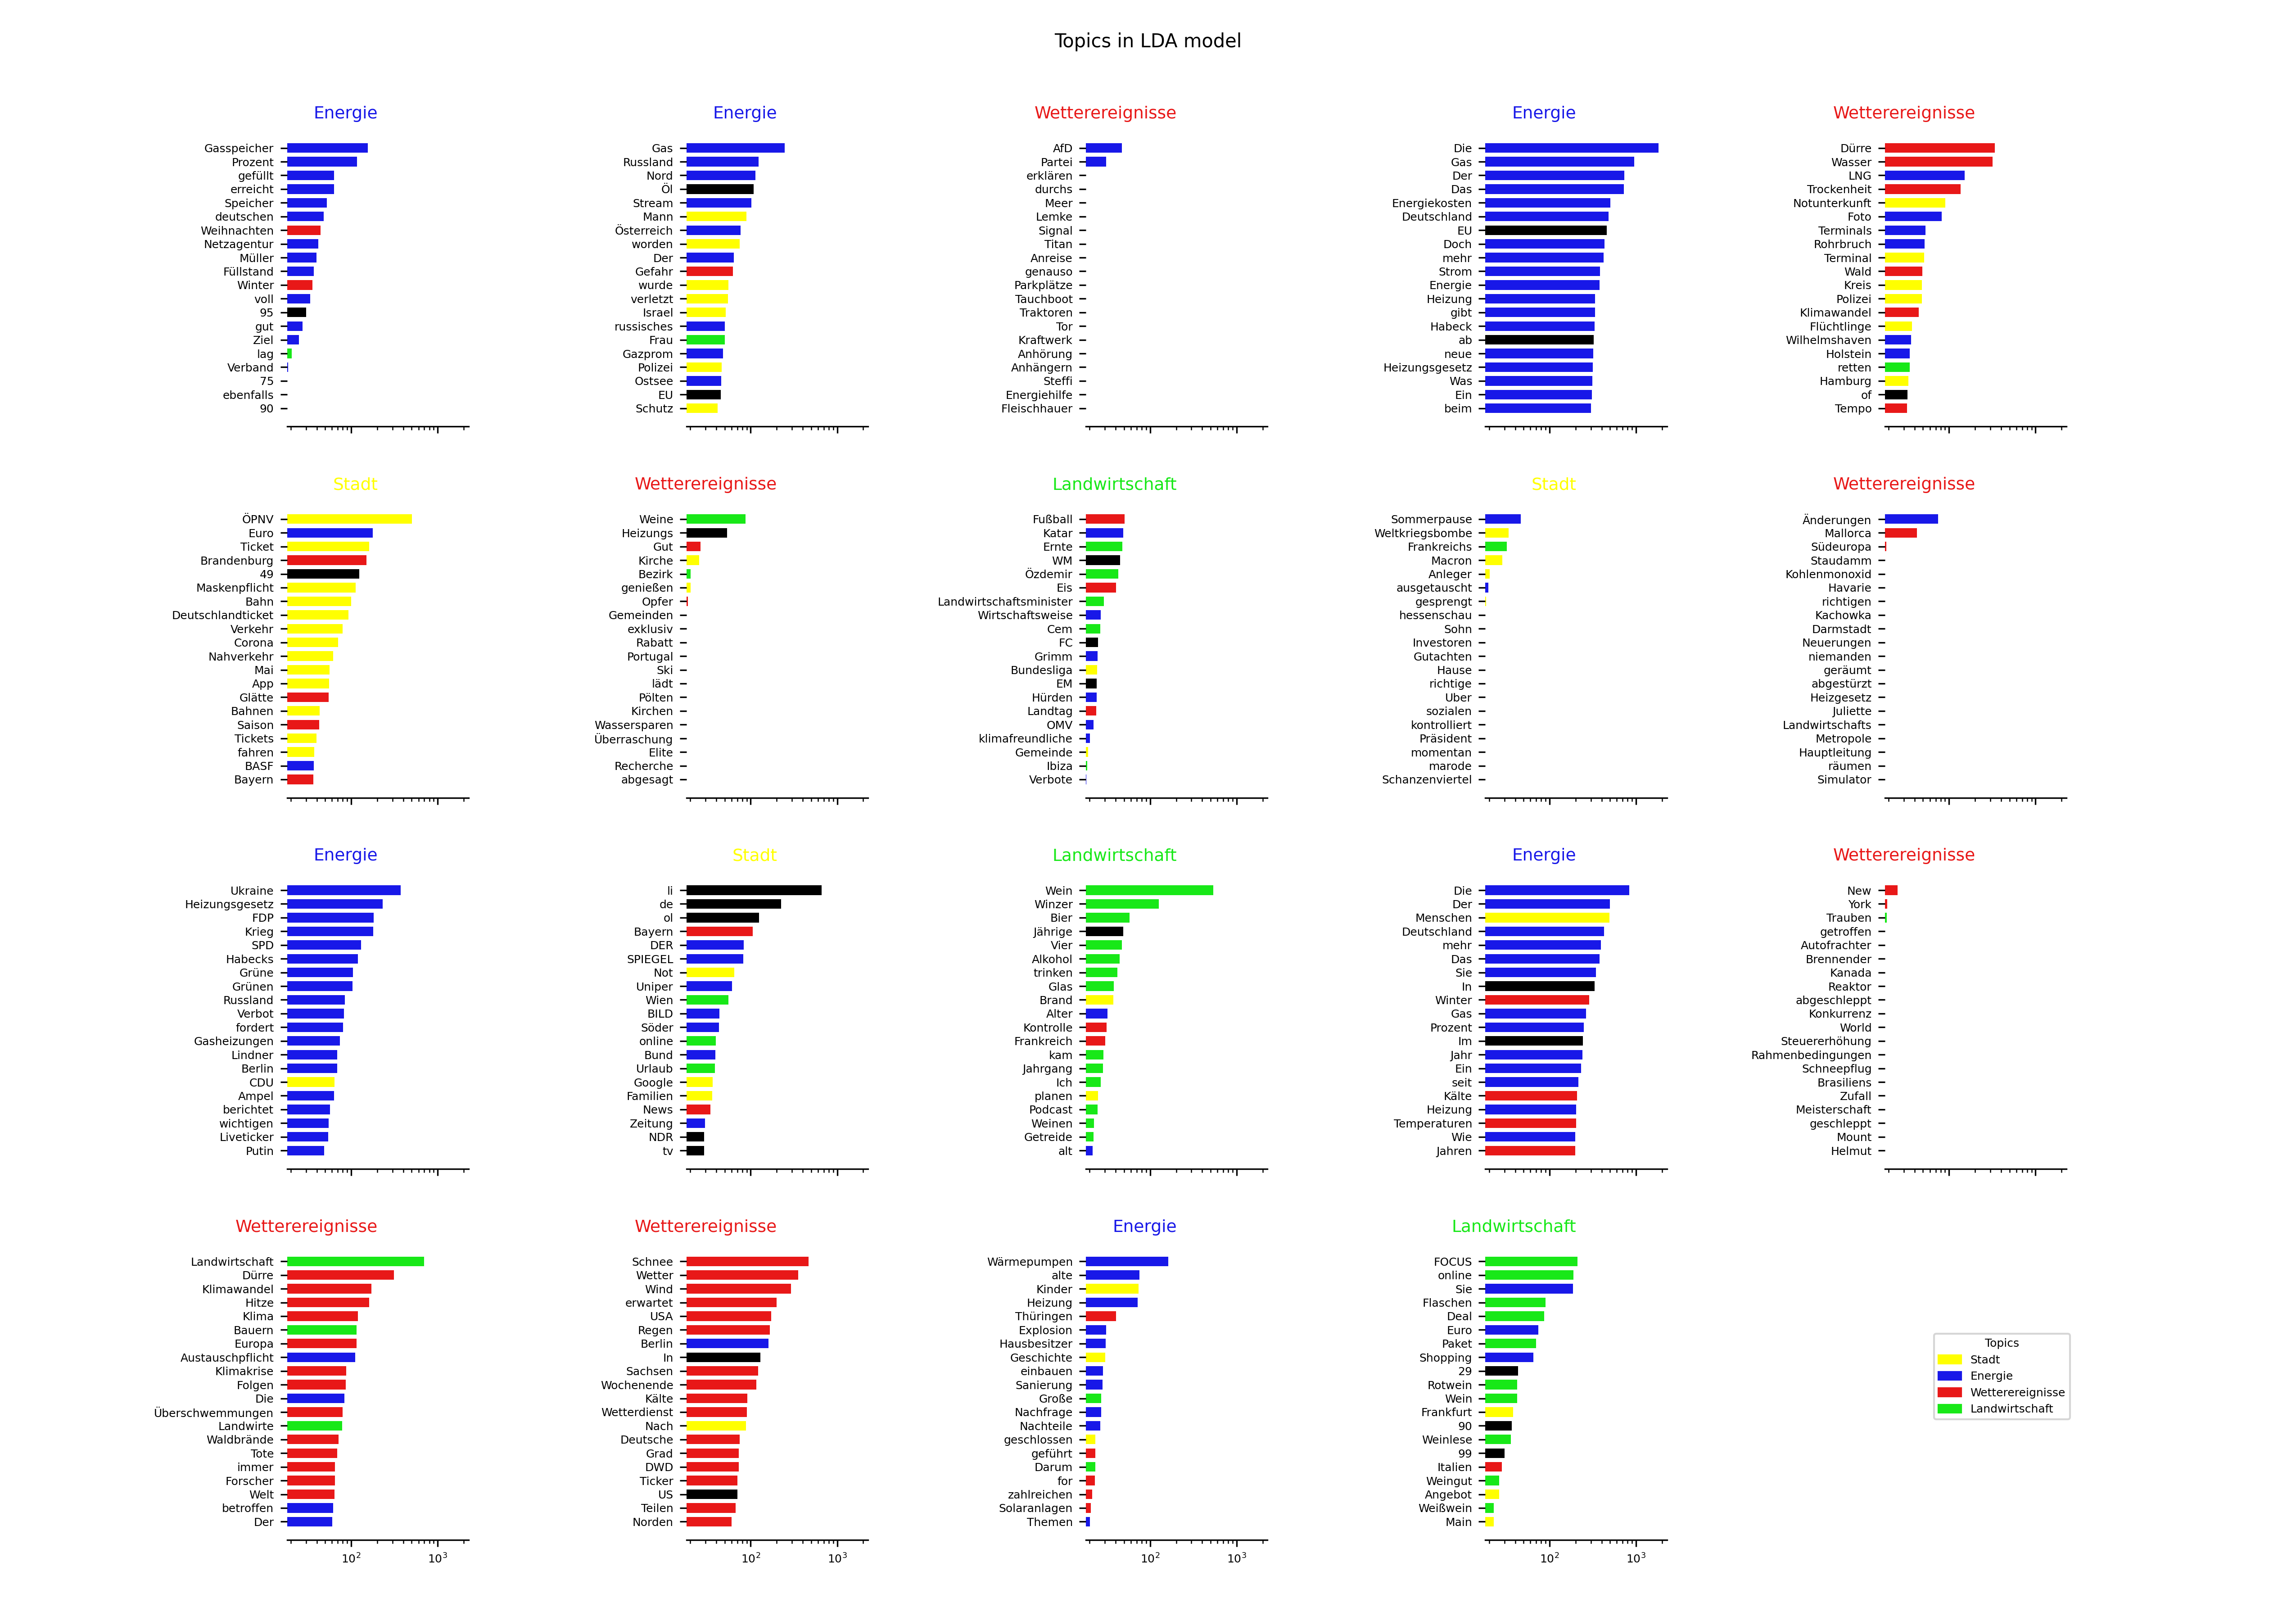 Topics in LDA model
Energie
Gasspeicher
Prozent
gefüllt
erreicht
Speicher
deutschen
Weihnachten
Netzagentur
Müller
Füllstand
Winter
voll
95
gut
Ziel
lag
Verband
75
ebenfalls
90
Energie
Gas
Russland
Nord
Öl
Stream
Mann
Österreich
worden
Der
Gefahr
wurde
verletzt
Israel
russisches
Frau
Gazprom
Polizei
Ostsee
EU
Schutz
Wetterereignisse
AfD
Partei
erklären
durchs
Meer
Lemke
Signal
Titan
Anreise
genauso
Parkplätze
Tauchboot
Traktoren
Tor
Kraftwerk
Anhörung
Anhängern
Steffi
Energiehilfe
Fleischhauer
Energie
Die
Gas
Der
Das
Energiekosten
Deutschland
EU
Doch
mehr
Strom
Energie
Heizung
gibt
Habeck
ab
neue
Heizungsgesetz
Was
Ein
beim
Wetterereignisse
Dürre
Wasser
LNG
Trockenheit
Notunterkunft
Foto
Terminals
Rohrbruch
Terminal
Wald
Kreis
Polizei
Klimawandel
Flüchtlinge
Wilhelmshaven
Holstein
retten
Hamburg
of
Tempo
Stadt
ÖPNV
Euro
Ticket
Brandenburg
49
Maskenpflicht
Bahn
Deutschlandticket
Verkehr
Corona
Nahverkehr
Mai
App
Glätte
Bahnen
Saison
Tickets
fahren
BASF
Bayern
Wetterereignisse
Weine
Heizungs
Gut
Kirche
Bezirk
genießen
Opfer
Gemeinden
exklusiv
Rabatt
Portugal
Ski
lädt
Pölten
Kirchen
Wassersparen
Überraschung
Elite
Recherche
abgesagt
Landwirtschaft
Fußball
Katar
Ernte
WM
Özdemir
Eis
Landwirtschaftsminister
Wirtschaftsweise
Cem
FC
Grimm
Bundesliga
EM
Hürden
Landtag
OMV
klimafreundliche
Gemeinde
Ibiza
Verbote
Stadt
Sommerpause
Weltkriegsbombe
Frankreichs
Macron
Anleger
ausgetauscht
gesprengt
hessenschau
Sohn
Investoren
Gutachten
Hause
richtige
Uber
sozialen
kontrolliert
Präsident
momentan
marode
Schanzenviertel
Wetterereignisse
Änderungen
Mallorca
Südeuropa
Staudamm
Kohlenmonoxid
Havarie
richtigen
Kachowka
Darmstadt
Neuerungen
niemanden
geräumt
abgestürzt
Heizgesetz
Juliette
Landwirtschafts
Metropole
Hauptleitung
räumen
Simulator
Energie
Ukraine
Heizungsgesetz
FDP
Krieg
SPD
Habecks
Grüne
Grünen
Russland
Verbot
fordert
Gasheizungen
Lindner
Berlin
CDU
Ampel
berichtet
wichtigen
Liveticker
Putin
Stadt
li
de
ol
Bayern
DER
SPIEGEL
Not
Uniper
Wien
BILD
Söder
online
Bund
Urlaub
Google
Familien
News
Zeitung
NDR
tv
Landwirtschaft
Wein
Winzer
Bier
Jährige
Vier
Alkohol
trinken
Glas
Brand
Alter
Kontrolle
Frankreich
kam
Jahrgang
Ich
planen
Podcast
Weinen
Getreide
alt
Energie
Die
Der
Menschen
Deutschland
mehr
Das
Sie
In
Winter
Gas
Prozent
Im
Jahr
Ein
seit
Kälte
Heizung
Temperaturen
Wie
Jahren
Wetterereignisse
New
York
Trauben
getroffen
Autofrachter
Brennender
Kanada
Reaktor
abgeschleppt
Konkurrenz
World
Steuererhöhung
Rahmenbedingungen
Schneepflug
Brasiliens
Zufall
Meisterschaft
geschleppt
Mount
Helmut
Wetterereignisse
Landwirtschaft
Dürre
Klimawandel
Hitze
Klima
Bauern
Europa
Austauschpflicht
Klimakrise
Folgen
Die
Überschwemmungen
Landwirte
Waldbrände
Tote
immer
Forscher
Welt
betroffen
Der
10² 10³
Wetterereignisse
Schnee
Wetter
Wind
erwartet
USA
Regen
Berlin
In
Sachsen
Wochenende
Kälte
Wetterdienst
Nach
Deutsche
Grad
DWD
Ticker
US
Teilen
Norden
10² 10³
Energie
Wärmepumpen
alte
Kinder
Heizung
Thüringen
Explosion
Hausbesitzer
Geschichte
einbauen
Sanierung
Große
Nachfrage
Nachteile
geschlossen
geführt
Darum
for
zahlreichen
Solaranlagen
Themen
10² 10³
Landwirtschaft
FOCUS
online
Sie
Flaschen
Deal
Euro
Paket
Shopping
29
Rotwein
Wein
Frankfurt
90
Weinlese
99
Italien
Weingut
Angebot
Weißwein
Main
10² 10³
Topics
Stadt
Energie
Wetterereignisse
Landwirtschaft